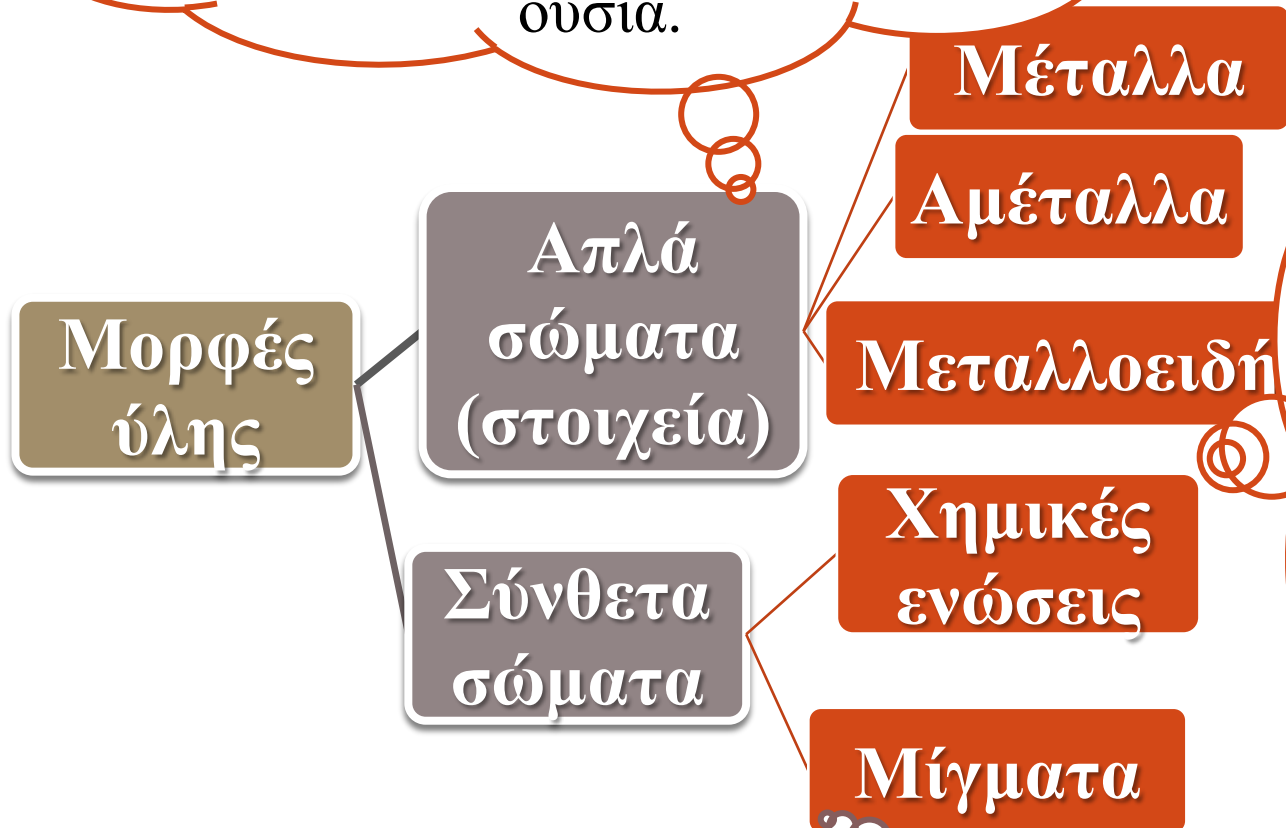 ουσία.
Μέταλλα
Αμέταλλα
Απλά
σώματα
(στοιχεία)
Μεταλλοειδή
Μορφές
ύλης
Χημικές
ενώσεις
Σύνθετα
σώματα
Μίγματα